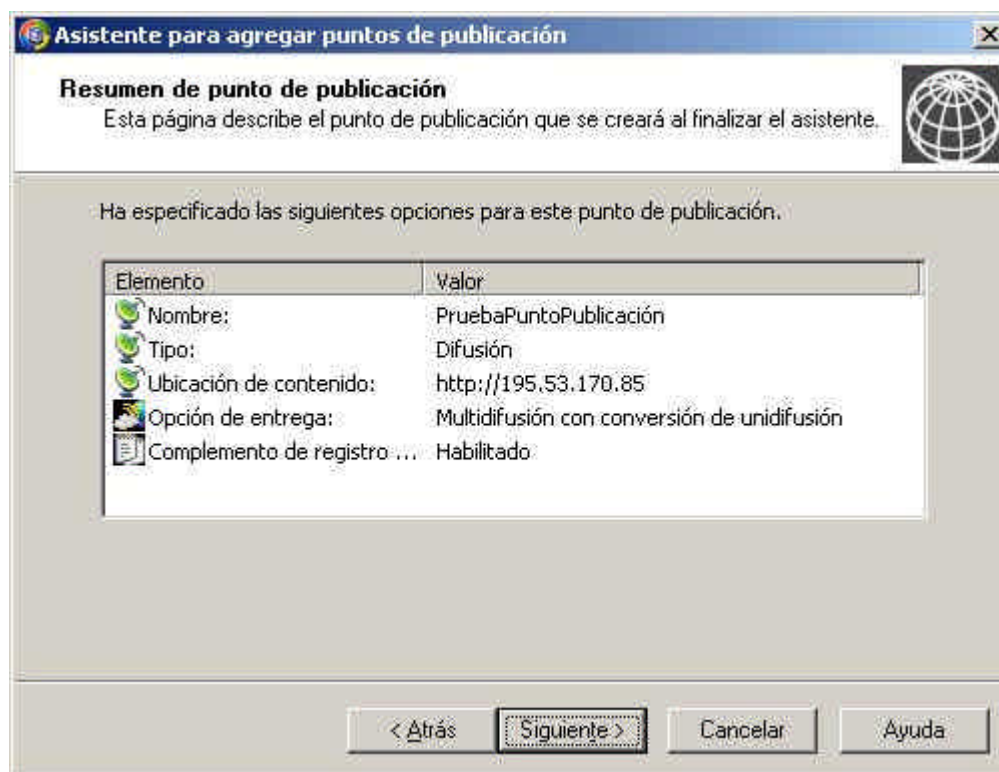 Asistente para agregar puntos de publicación
Resumen de punto de publicación
Esta página describe el punto de publicación que se creará al finalizar el asistente.
Ha especificado las siguientes opciones para este punto de publicación.
Elemento Valor
Nombre: PruebaPuntoPublicación
Tipo: Difusión
Ubicación de contenido: http://195.53.170.85
Opción de entrega: Multidifusión con conversión de unidifusión
Complemento de registro ... Habilitado
< Atrás Siguiente > Cancelar Ayuda